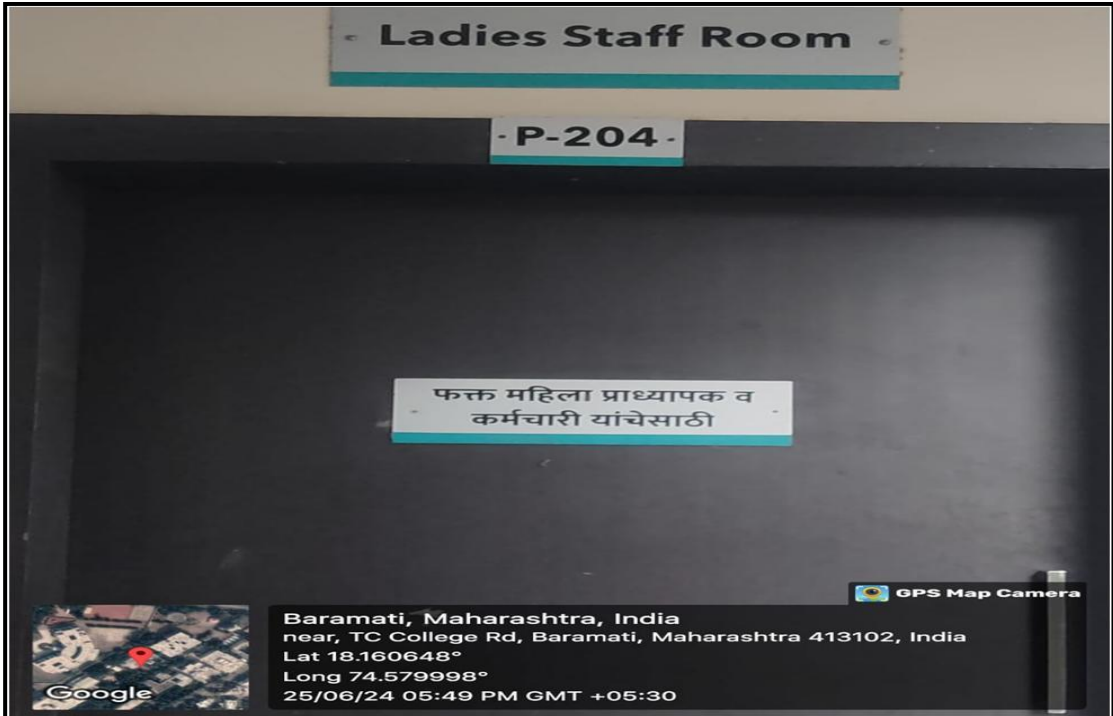 Ladies Staff Room
P-204
फक्त महिला प्राध्यापक व
कर्मचारी यांचेसाठी
GPS Map Camera
Baramati, Maharashtra, India
near, TC College Rd, Baramati, Maharashtra 413102, India
Lat 18.160648°
Long 74.579998°
25/06/24 05:49 PM GMT +05:30
Google